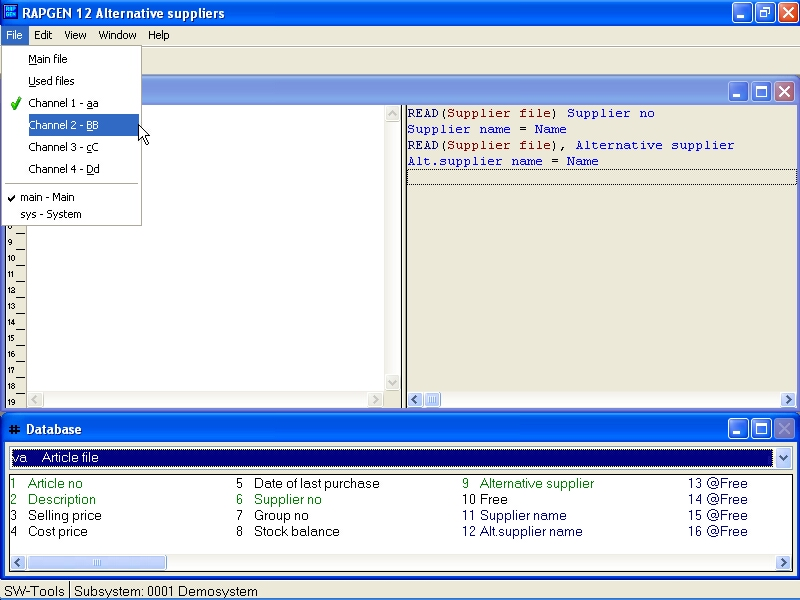 RAPGEN 12 Alternative suppliers
File Edit View Window Help
Main file
Used files
Channel 1 - aa
Channel 2 - BB
Channel 3 - cC
Channel 4 - Dd
main - Main
sys - System
READ(Supplier file) Supplier no
Supplier name = Name
READ(Supplier file), Alternative supplier
Alt.supplier name = Name
9
10
11
12
13
14
15
16
17
18
19
# Database
va Article file
1 Article no 5 Date of last purchase 9 Alternative supplier 13 @Free
2 Description 6 Supplier no 10 Free 14 @Free
3 Selling price 7 Group no 11 Supplier name 15 @Free
4 Cost price 8 Stock balance 12 Alt.supplier name 16 @Free
SW-Tools Subsystem: 0001 Demosystem